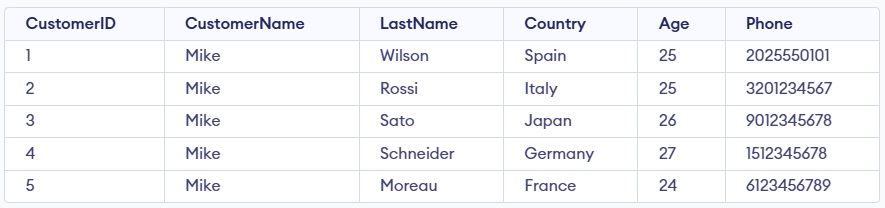 CustomerID CustomerName LastName Country Age Phone
1 Mike Wilson Spain 25 2025550101
2 Mike Rossi Italy 25 3201234567
3 Mike Sato Japan 26 9012345678
4 Mike Schneider Germany 27 1512345678
5 Mike Moreau France 24 6123456789